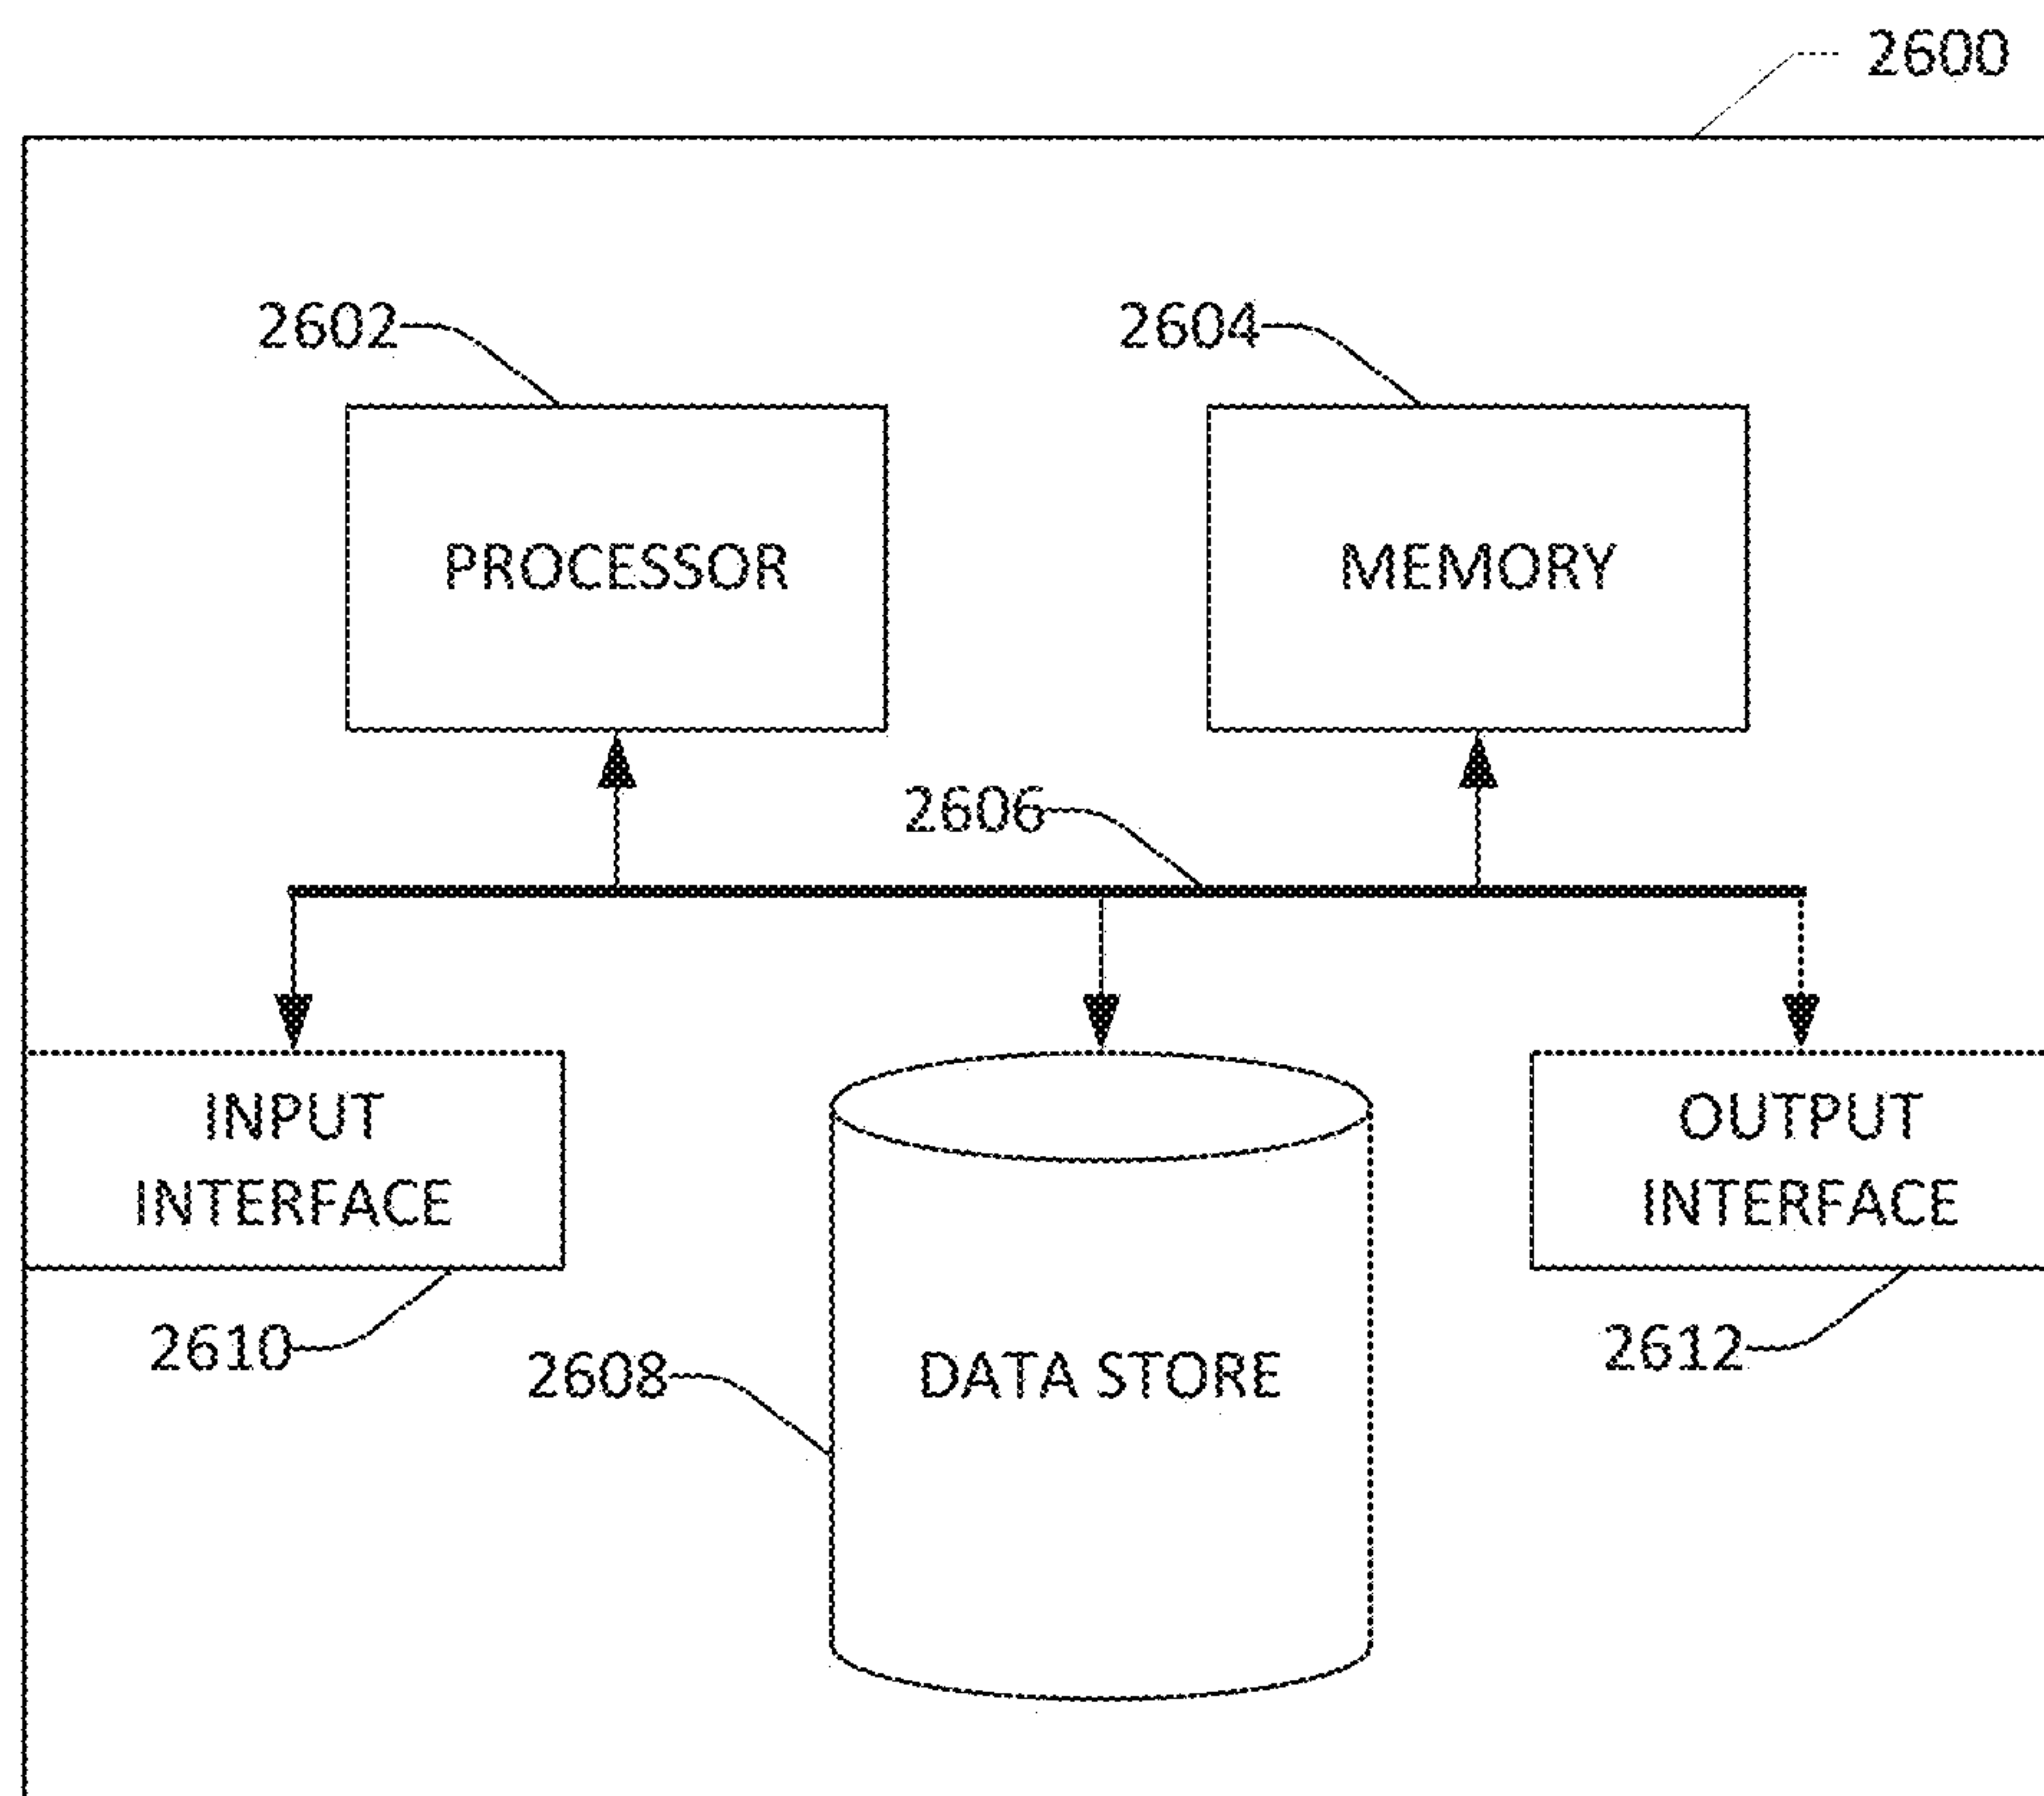 2600
2602
2604
PROCESSOR
MEMORY
2606
INPUT
INTERFACE
OUTPUT
INTERFACE
2610
2608
DATA STORE
2612